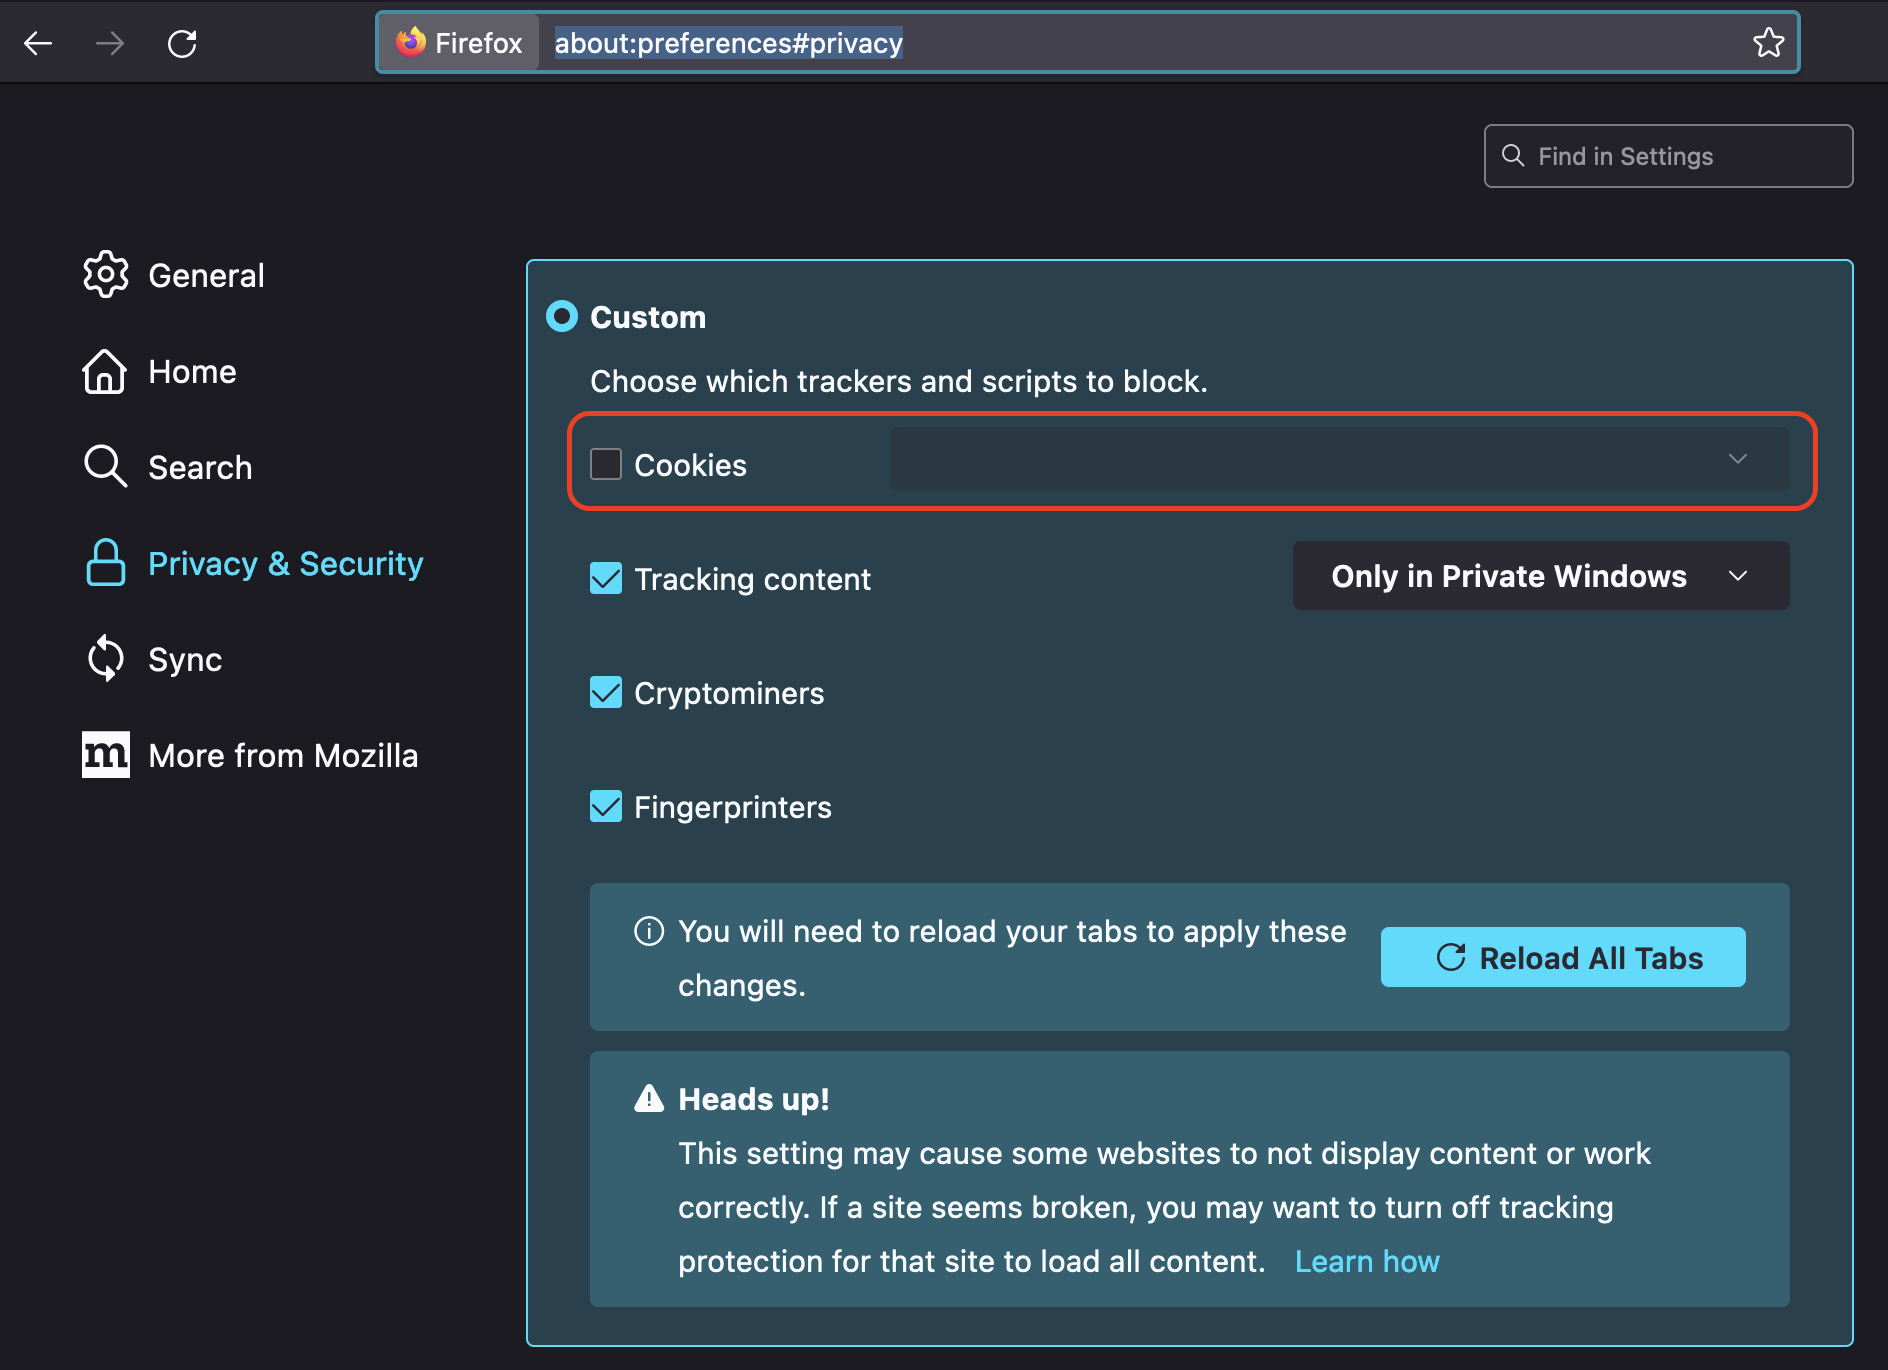 Firefox about:preferences#privacy
Find in Settings
General
Home
Search
Privacy & Security
Sync
m More from Mozilla
Custom
Choose which trackers and scripts to block.
Cookies
Tracking content Only in Private Windows
Cryptominers
Fingerprinters
You will need to reload your tabs to apply these
changes.
Reload All Tabs
Heads up!
This setting may cause some websites to not display content or work
correctly. If a site seems broken, you may want to turn off tracking
protection for that site to load all content. Learn how